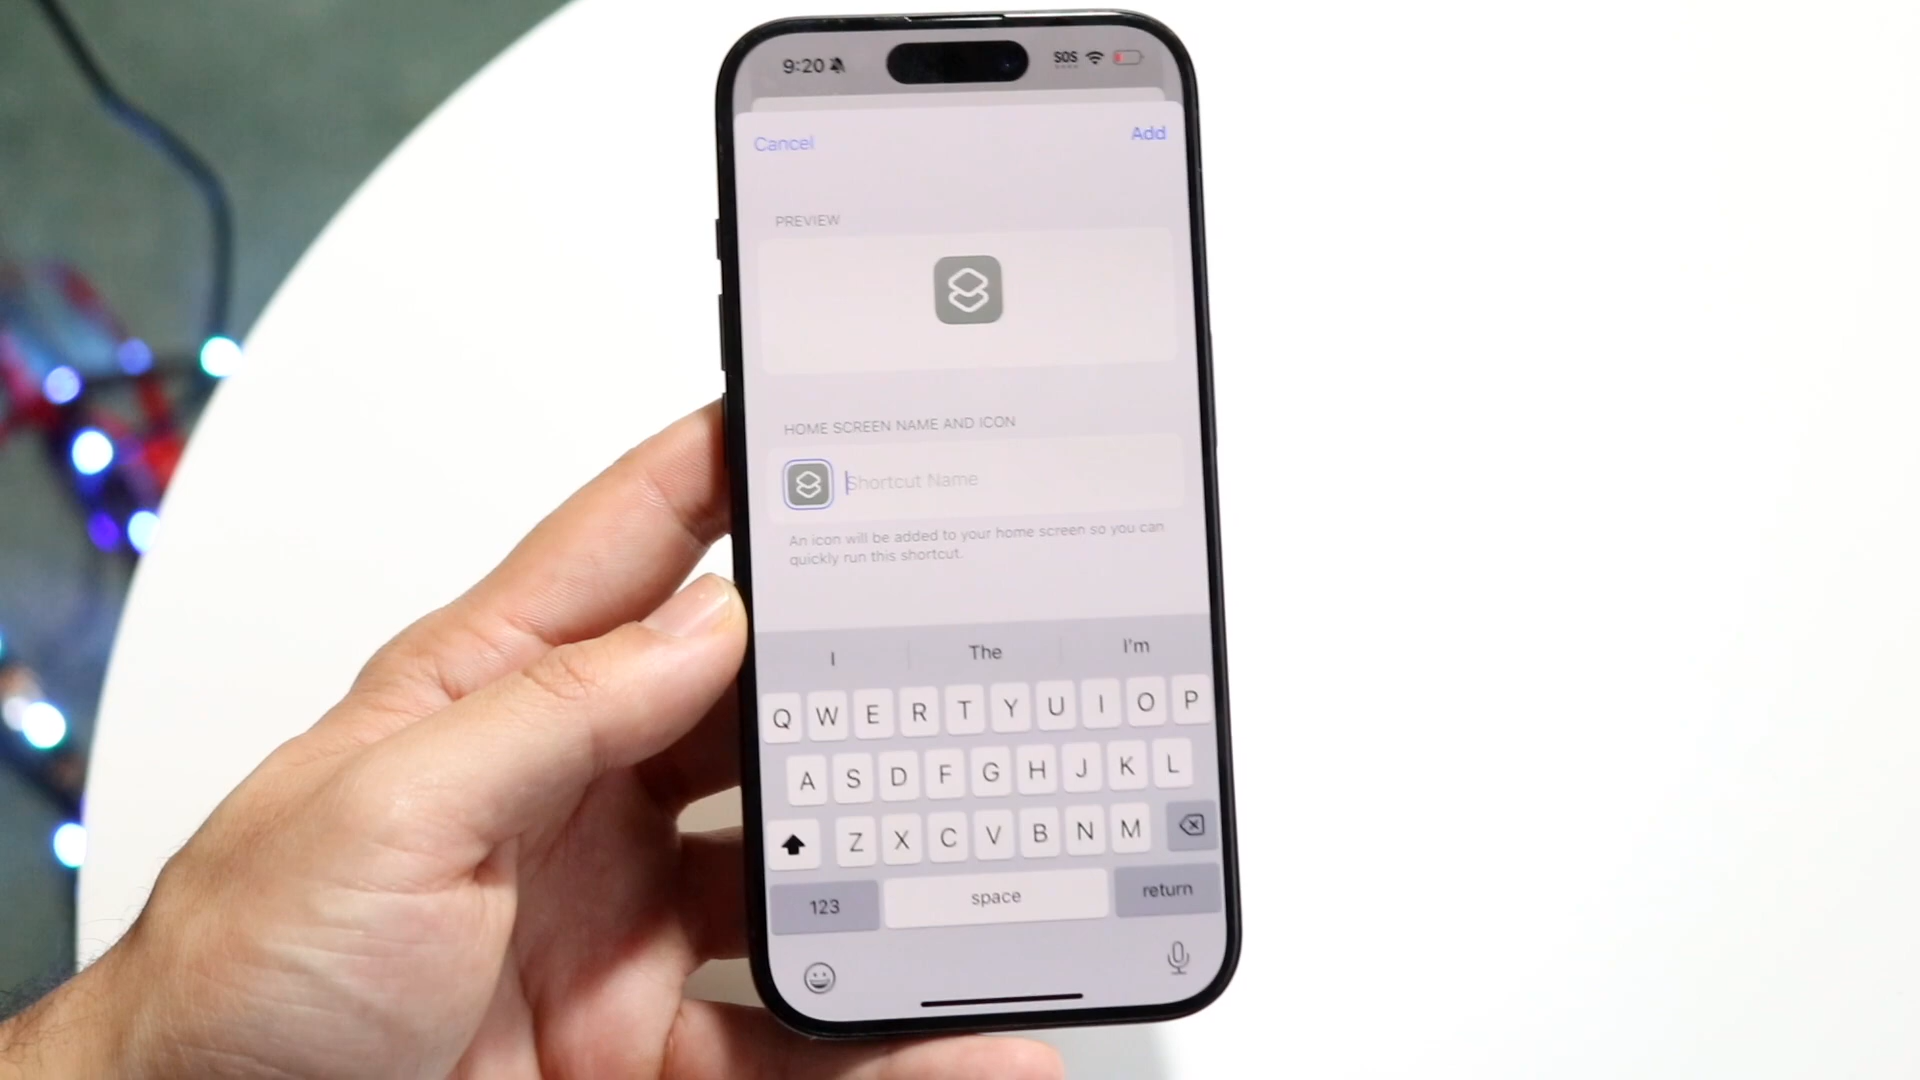 9:20 SOS
Cancel Add
PREVIEW
HOME SCREEN NAME AND ICON
Shortcut Name
An icon will be added to your home screen so you can
quickly run this shortcut.
I The I'm
Q W E R T Y U I O P
A S D F G H J K L
Z X C V B N M
123 space return